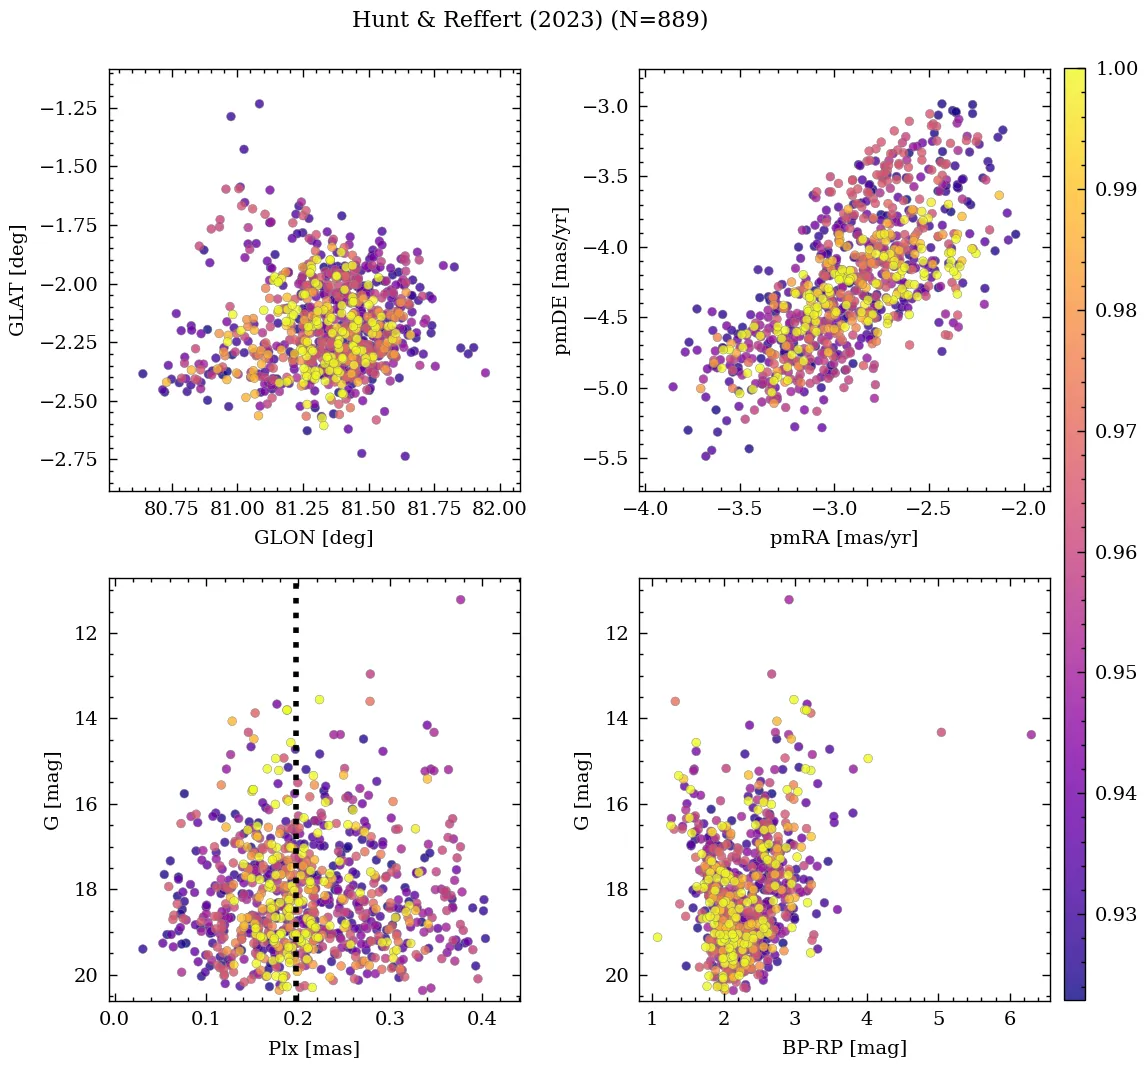 Hunt & Reffert (2023) (N=889)
−1.25
−1.50
−1.75
−2.00
−2.25
−2.50
−2.75
GLAT [deg]
80.75 81.00 81.25 81.50 81.75 82.00
GLON [deg]
−3.0
−3.5
−4.0
−4.5
−5.0
−5.5
pmDE [mas/yr]
−4.0 −3.5 −3.0 −2.5 −2.0
pmRA [mas/yr]
12
14
16
18
20
G [mag]
0.0 0.1 0.2 0.3 0.4
Plx [mas]
12
14
16
18
20
G [mag]
1 2 3 4 5 6
BP-RP [mag]
1.00
0.99
0.98
0.97
0.96
0.95
0.94
0.93